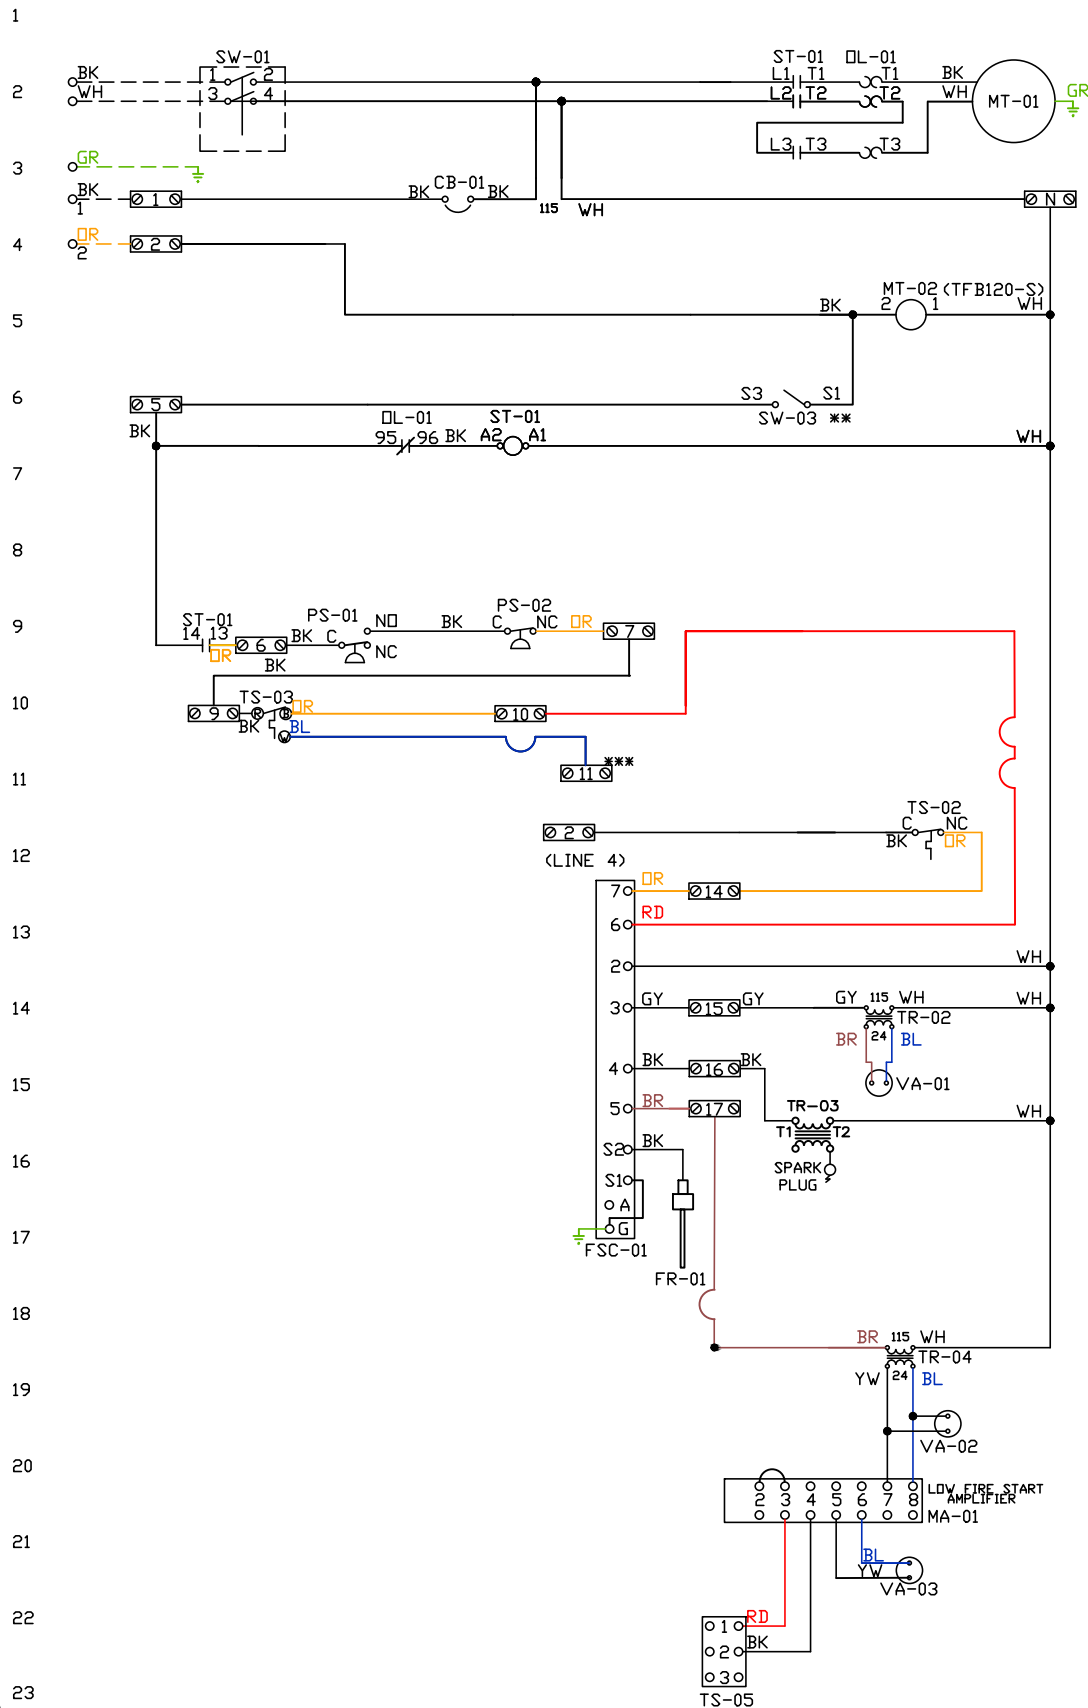 1
SW-01
ST-01 OL-01
BK 1 2 L1 T1 T1 BK
2 WH 3 4 L2 T2 T2 WH MT-01 GR
L3 T3 T3
3 GR
BK 1 1 BK CB-01 BK 115 WH N
4 OR 2 2
MT-02 (TFB120-S)
5 BK 2 1 WH
6 5 S3 S1
SW-03 **
BK OL-01 ST-01
95 96 BK A2 A1 WH
7
8
9 ST-01 PS-01 NO BK PS-02
14 13 OR 6 BK C NC C NC OR 7
BK
10 TS-03
9 BK R B OR 10
W BL
11 11 ***
TS-02
2 C NC
12 (LINE 4) BK OR
7 OR 14
13 6 RD
2 WH
14 3 GY 15 GY GY 115 WH WH
TR-02
24
BR BL
15 4 BK 16 BK VA-01
5 BR 17 TR-03 WH
T1 T2
16 S2 BK
SPARK
PLUG
S1
A
17 G
FSC-01
FR-01
18
BR 115 WH
TR-04
19 YW 24 BL
VA-02
20
2 3 4 5 6 7 8 LOW FIRE START
AMPLIFIER
MA-01
21
BL
YW
VA-03
22 1 RD
2 BK
3
23 TS-05